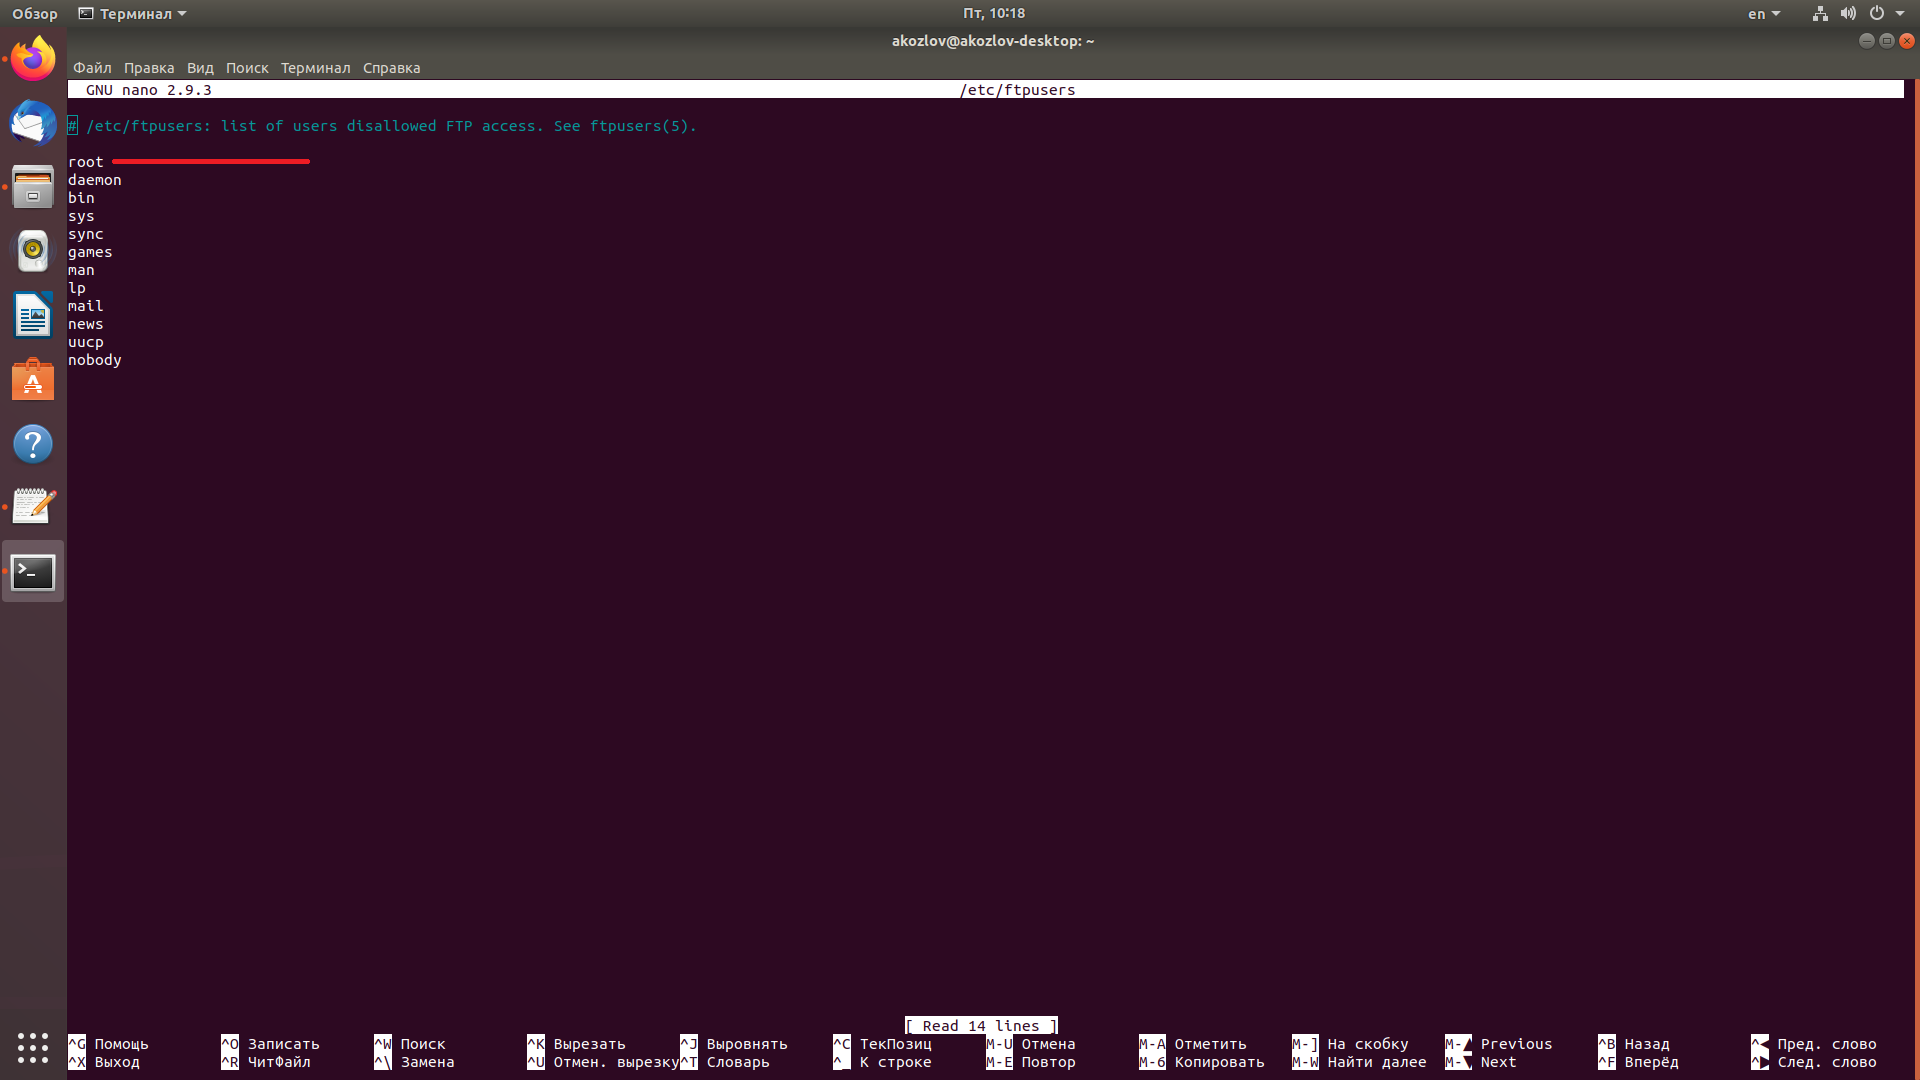 Обзор Терминал Пт, 10:18 en
akozlov@akozlov-desktop: ~
Файл Правка Вид Поиск Терминал Справка
GNU nano 2.9.3 /etc/ftpusers
# /etc/ftpusers: list of users disallowed FTP access. See ftpusers(5).
root
daemon
bin
sys
sync
games
man
lp
mail
news
uucp
nobody
[ Read 14 lines ]
^G Помощь ^O Записать ^W Поиск ^K Вырезать ^J Выровнять ^C ТекПозиц M-U Отмена M-A Отметить M-] На скобку M-▲ Previous ^B Назад ^◀ Пред. слово
^X Выход ^R ЧитФайл ^\ Замена ^U Отмен. вырезку ^T Словарь ^_ К строке M-E Повтор M-6 Копировать M-W Найти далее M-▼ Next ^F Вперёд ^▶ След. слово